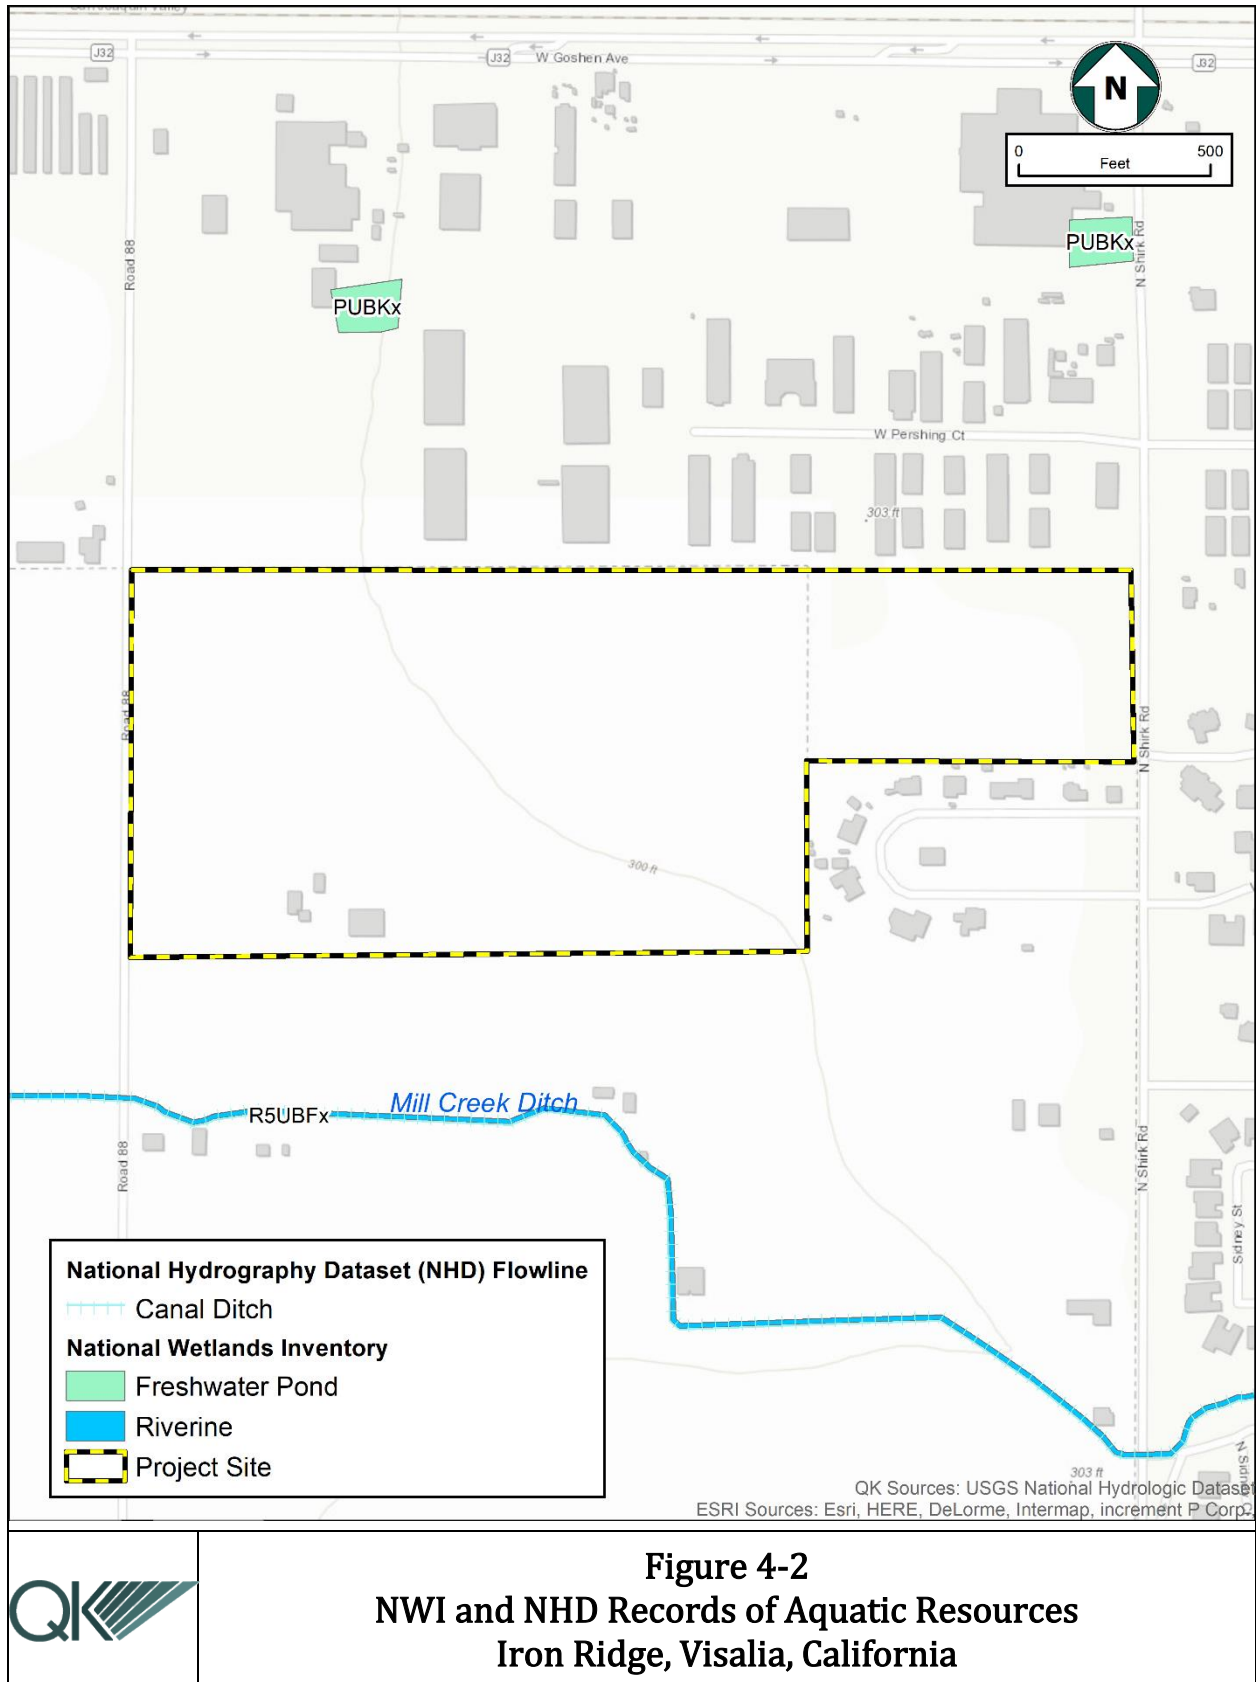 San Joaquin Valley
J32
J32
W Goshen Ave
J32
N
0 500
Feet
Road 88
PUBKx
N Shirk Rd
PUBKx
W Pershing Ct
303 ft
Road 88
N Shirk Rd
300 ft
Mill Creek Ditch
R5UBFx
Road 88
N Shirk Rd
Sidney St
National Hydrography Dataset (NHD) Flowline
Canal Ditch
National Wetlands Inventory
Freshwater Pond
Riverine
Project Site
303 ft
QK Sources: USGS National Hydrologic Dataset
ESRI Sources: Esri, HERE, DeLorme, Intermap, increment P Corp.,
QK
Figure 4-2
NWI and NHD Records of Aquatic Resources
Iron Ridge, Visalia, California